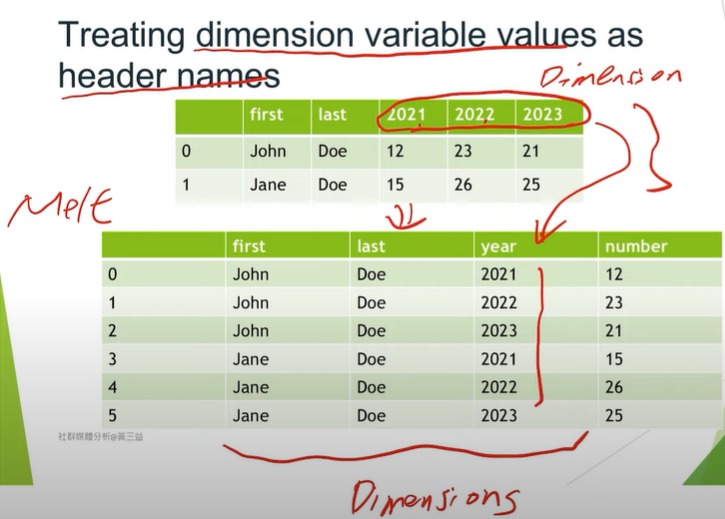 Treating dimension variable values as
header names
Dimension
first last 2021 2022 2023
0 John Doe 12 23 21
1 Jane Doe 15 26 25
Melt
first last year number
0 John Doe 2021 12
1 John Doe 2022 23
2 John Doe 2023 21
3 Jane Doe 2021 15
4 Jane Doe 2022 26
5 Jane Doe 2023 25
社群媒體分析@黃三益
Dimensions